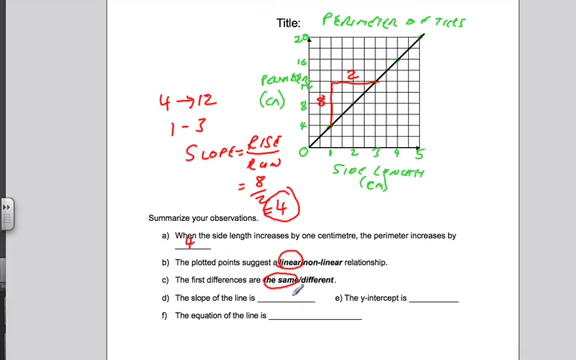 Title: PERIMETER OF TILES
20
16
PERIMETER
12
(cm)
8
4
0 1 2 3 4 5
SIDE LENGTH
(cm)
2
8
4 → 12
1 - 3
SLOPE = RISE
RUN
= 8
2
= 4
Summarize your observations.
a) When the side length increases by one centimetre, the perimeter increases by
4
b) The plotted points suggest a linear/non-linear relationship.
c) The first differences are the same/different.
d) The slope of the line is ____________ e) The y-intercept is ____________
f) The equation of the line is ____________________